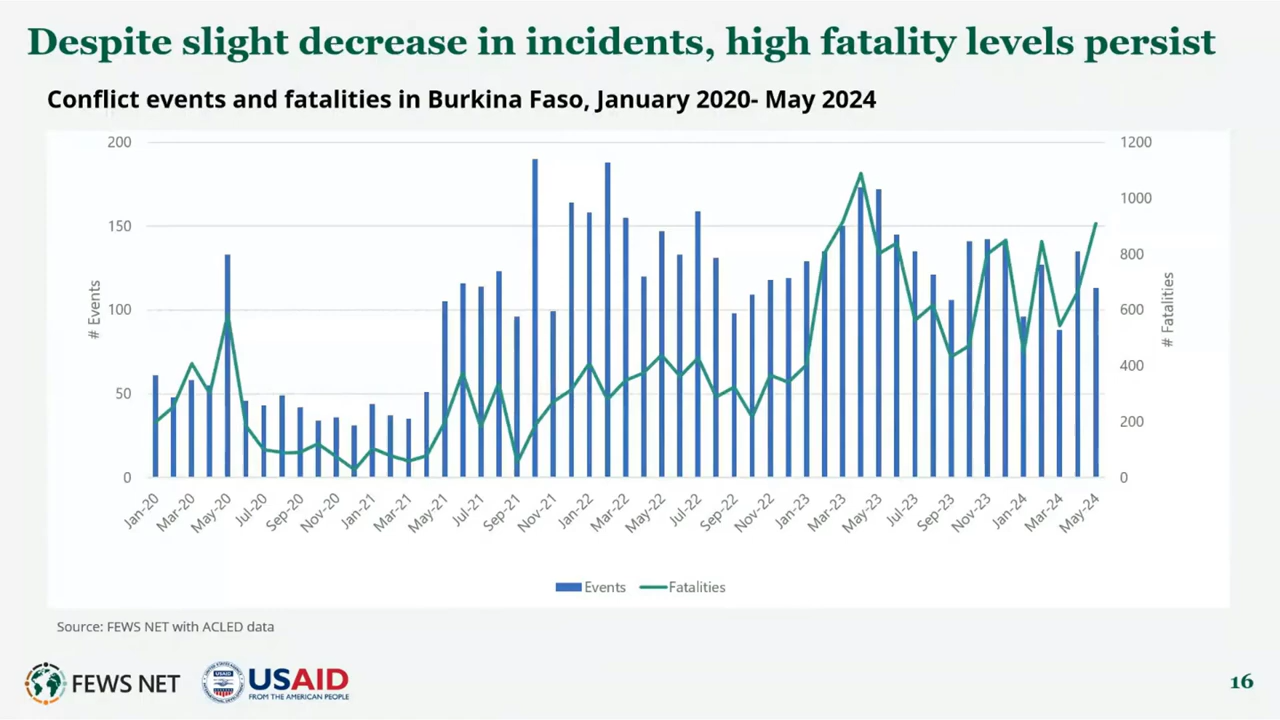 Despite slight decrease in incidents, high fatality levels persist
Conflict events and fatalities in Burkina Faso, January 2020- May 2024
200
150
100
50
0
# Events
1200
1000
800
600
400
200
0
# Fatalities
Jan-20
Mar-20
May-20
Jul-20
Sep-20
Nov-20
Jan-21
Mar-21
May-21
Jul-21
Sep-21
Nov-21
Jan-22
Mar-22
May-22
Jul-22
Sep-22
Nov-22
Jan-23
Mar-23
May-23
Jul-23
Sep-23
Nov-23
Jan-24
Mar-24
May-24
Events
Fatalities
Source: FEWS NET with ACLED data
FEWS NET
USAID
USAID
FROM THE AMERICAN PEOPLE
16